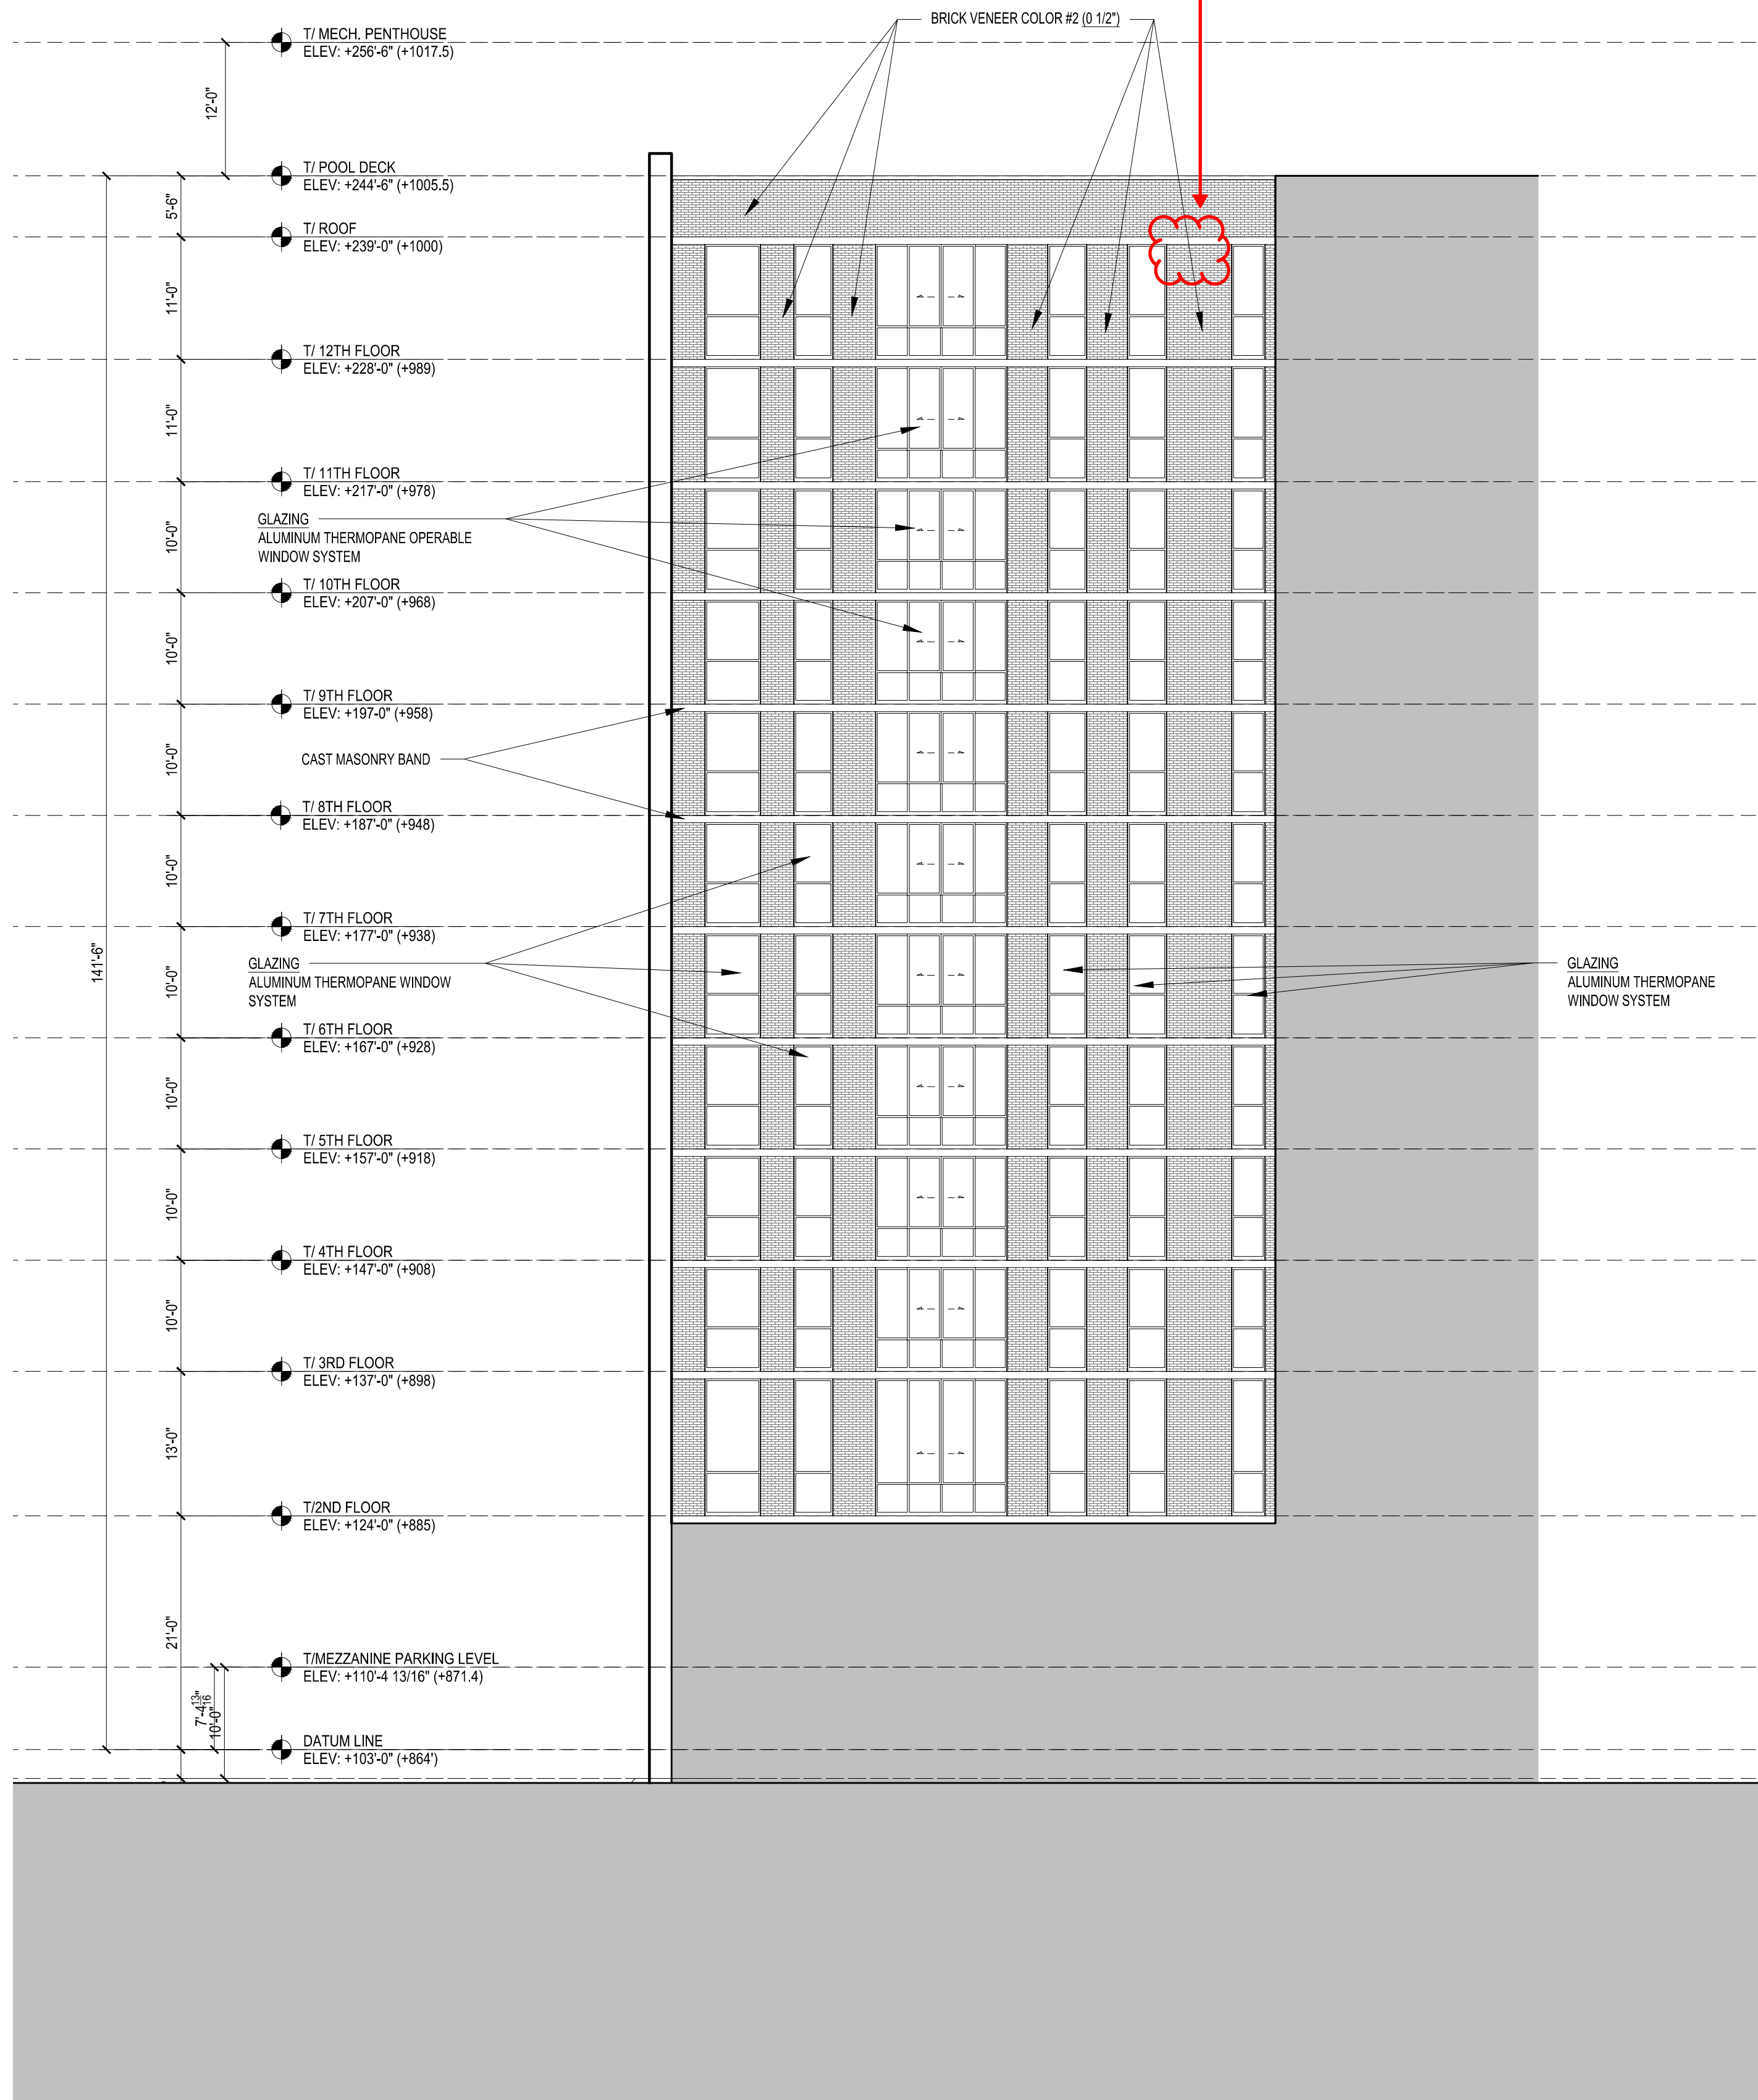 BRICK VENEER COLOR #2 (0 1/2")
T/ MECH. PENTHOUSE
ELEV: +256'-6" (+1017.5)
12'-0"
T/ POOL DECK
ELEV: +244'-6" (+1005.5)
5'-6"
T/ ROOF
ELEV: +239'-0" (+1000)
11'-0"
T/ 12TH FLOOR
ELEV: +228'-0" (+989)
11'-0"
T/ 11TH FLOOR
ELEV: +217'-0" (+978)
GLAZING
ALUMINUM THERMOPANE OPERABLE
WINDOW SYSTEM
10'-0"
T/ 10TH FLOOR
ELEV: +207'-0" (+968)
10'-0"
T/ 9TH FLOOR
ELEV: +197-0" (+958)
CAST MASONRY BAND
10'-0"
T/ 8TH FLOOR
ELEV: +187'-0" (+948)
10'-0"
T/ 7TH FLOOR
ELEV: +177'-0" (+938)
141'-6"
GLAZING
ALUMINUM THERMOPANE WINDOW
SYSTEM
GLAZING
ALUMINUM THERMOPANE
WINDOW SYSTEM
10'-0"
T/ 6TH FLOOR
ELEV: +167'-0" (+928)
10'-0"
T/ 5TH FLOOR
ELEV: +157'-0" (+918)
10'-0"
T/ 4TH FLOOR
ELEV: +147'-0" (+908)
10'-0"
T/ 3RD FLOOR
ELEV: +137'-0" (+898)
13'-0"
T/2ND FLOOR
ELEV: +124'-0" (+885)
21'-0"
T/MEZZANINE PARKING LEVEL
ELEV: +110'-4 13/16" (+871.4)
7'-4 13/16"
10'-0"
DATUM LINE
ELEV: +103'-0" (+864')